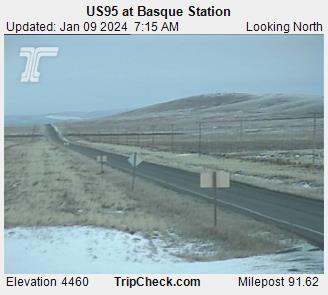 US95 at Basque Station
Updated: Jan 09 2024 7:15 AM Looking North
Elevation 4460 TripCheck.com Milepost 91.62